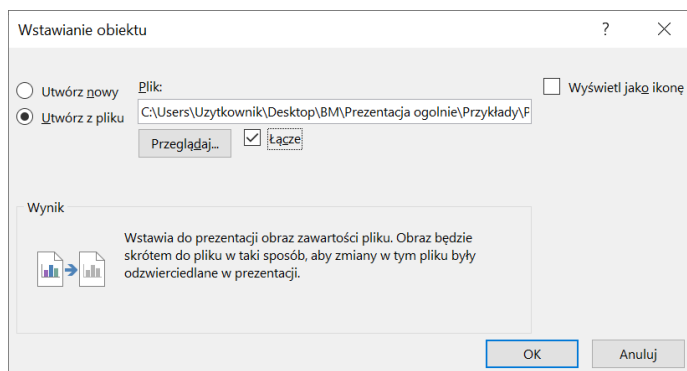 Wstawianie obiektu
?
Utwórz nowy
Utwórz z pliku
Plik:
C:\Users\Uzytkownik\Desktop\BM\Prezentacja ogolnie\Przykłady\P
Przeglądaj...
Łącze
Wyświetl jako ikonę
Wynik
Wstawia do prezentacji obraz zawartości pliku. Obraz będzie
skrótem do pliku w taki sposób, aby zmiany w tym pliku były
odzwierciedlane w prezentacji.
OK
Anuluj